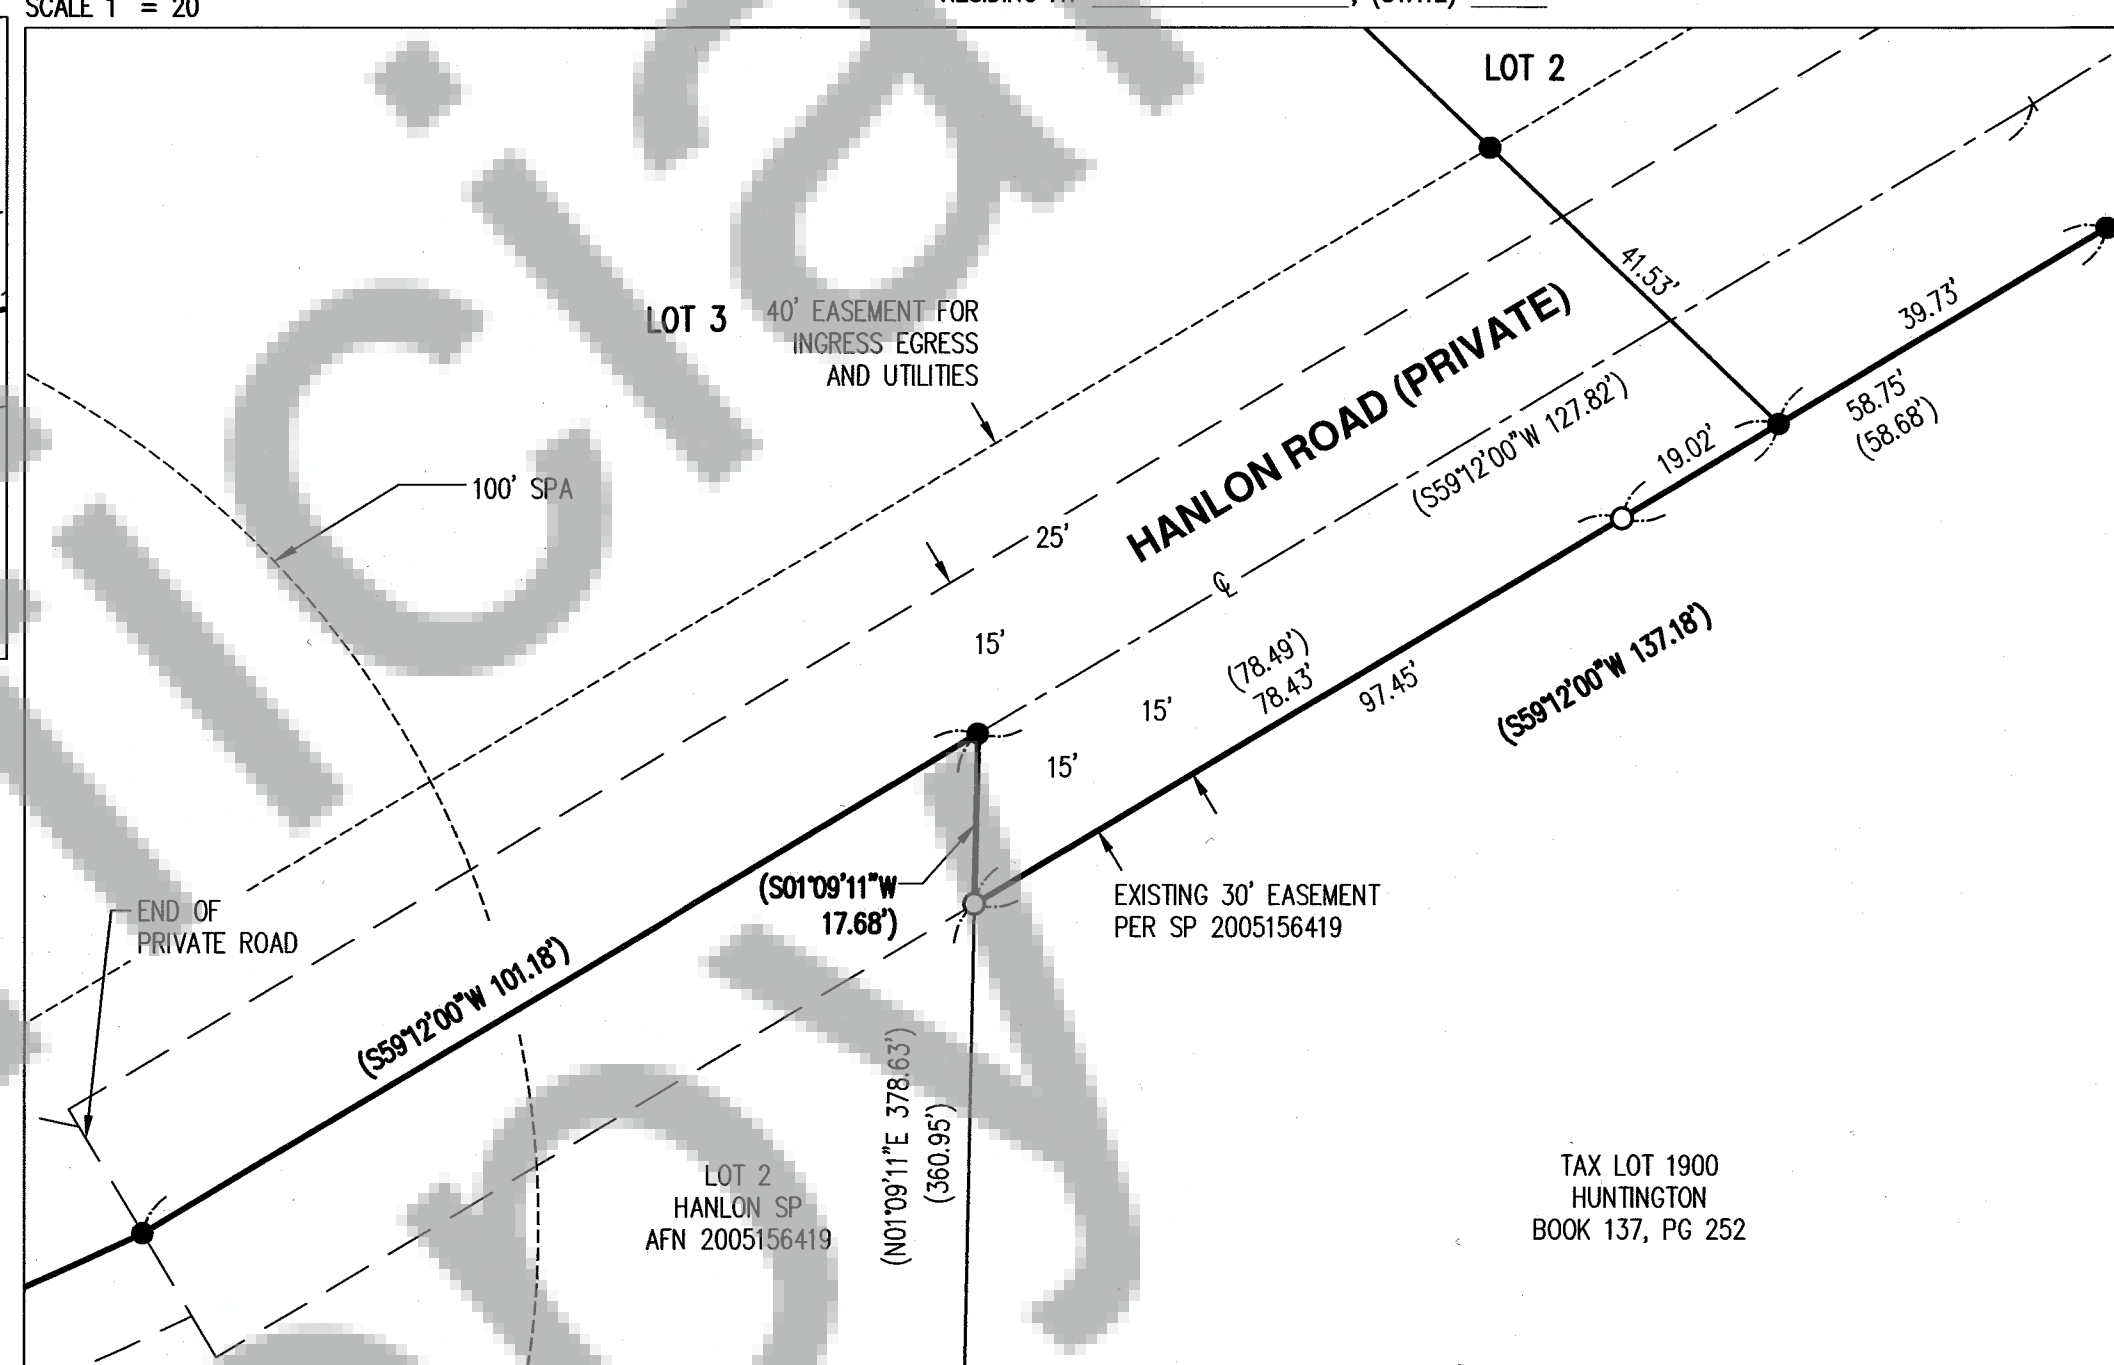 SCALE 1 = 20
LOT 2
LOT 3
40' EASEMENT FOR
INGRESS EGRESS
AND UTILITIES
41.53'
39.73'
58.75'
(58.68')
19.02'
HANLON ROAD (PRIVATE)
(S59°12'00"W 127.82')
100' SPA
25'
15'
15'
15'
(78.49')
78.43'
97.45'
(S59°12'00"W 137.18')
(S01°09'11"W
17.68')
EXISTING 30' EASEMENT
PER SP 2005156419
END OF
PRIVATE ROAD
(S59°12'00"W 101.18')
(N01°09'11"E 378.63')
(360.95')
LOT 2
HANLON SP
AFN 2005156419
TAX LOT 1900
HUNTINGTON
BOOK 137, PG 252